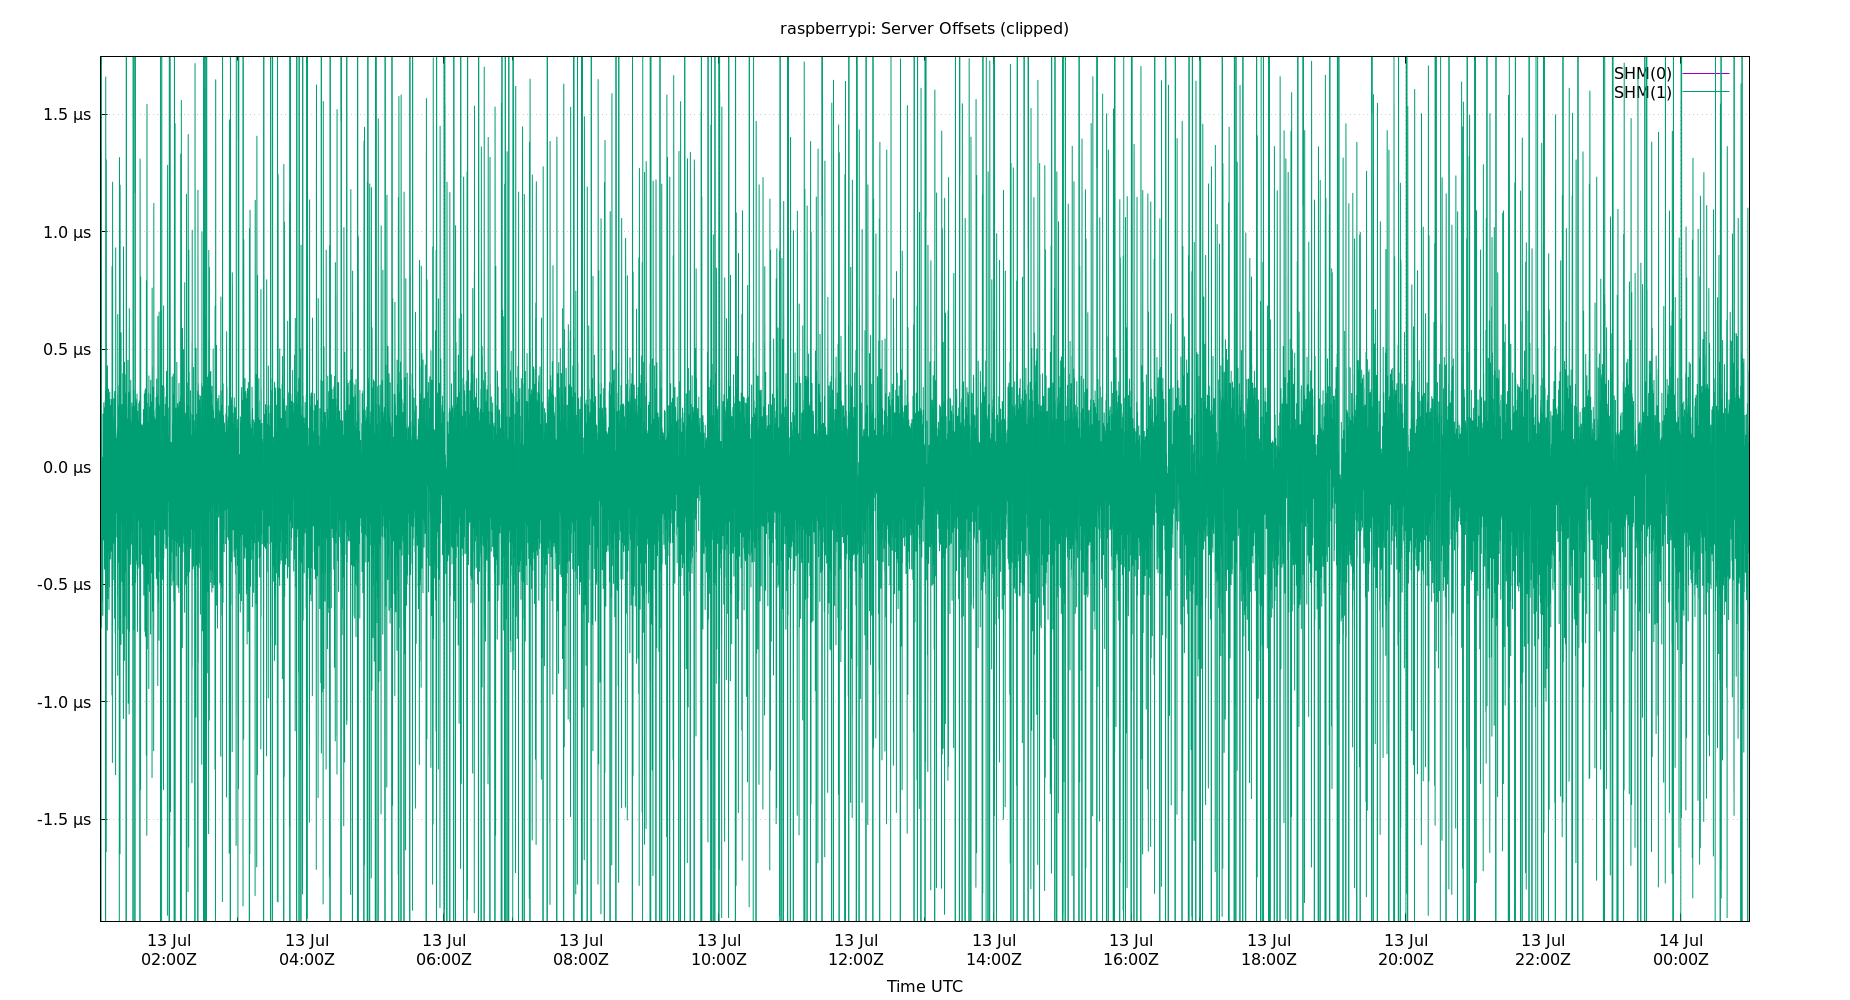 raspberrypi: Server Offsets (clipped)
SHM(0)
SHM(1)
1.5 µs
1.0 µs
0.5 µs
0.0 µs
-0.5 µs
-1.0 µs
-1.5 µs
13 Jul 13 Jul 13 Jul 13 Jul 13 Jul 13 Jul 13 Jul 13 Jul 13 Jul 13 Jul 13 Jul 14 Jul
02:00Z 04:00Z 06:00Z 08:00Z 10:00Z 12:00Z 14:00Z 16:00Z 18:00Z 20:00Z 22:00Z 00:00Z
Time UTC